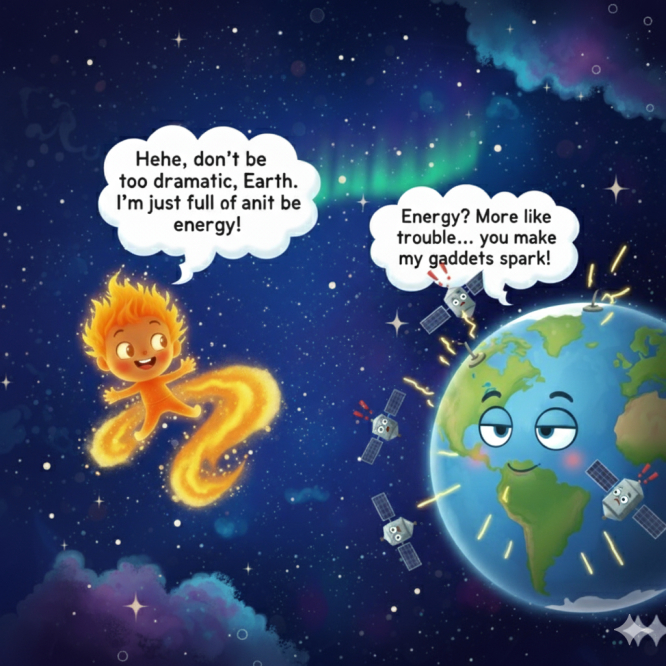 Hehe, don't be
too dramatic, Earth.
I'm just full of anit be
energy!
Energy? More like
trouble... you make
my gaddets spark!